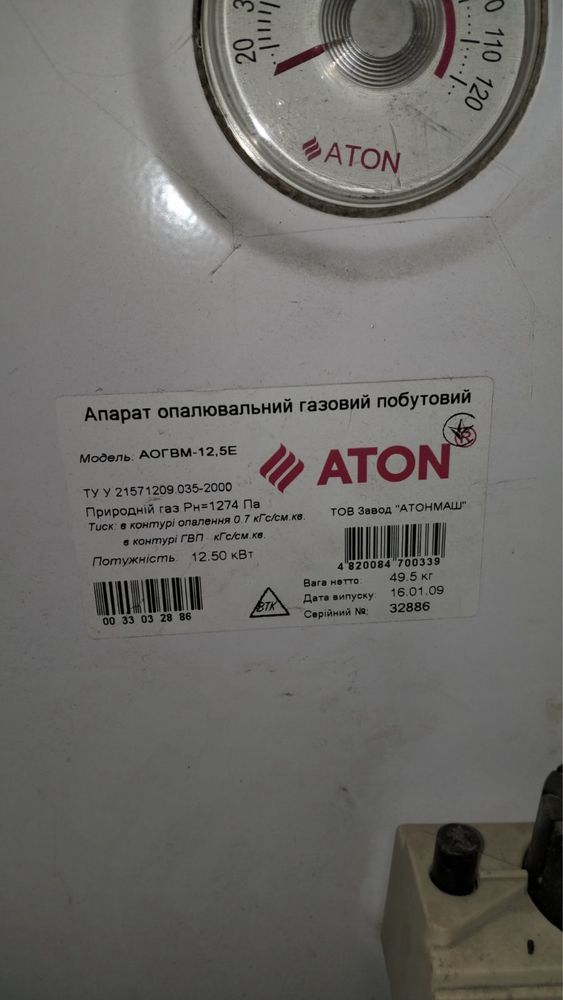 20
110
120
ATON
Апарат опалювальний газовий побутовий
Модель: АОГВМ-12,5Е
ATON
R
ТУ У 21571209.035-2000
Природній газ Рн=1274 Па
ТОВ Завод "АТОНМАШ"
Тиск: в контурі опалення 0.7 кГс/см.кв.
в контурі ГВП кГс/см.кв.
Потужність: 12.50 кВт
4 820084 700339
Вага нетто: 49.5 кг
Дата випуску: 16.01.09
Серійний №: 32886
ВТК
00 33 03 28 86